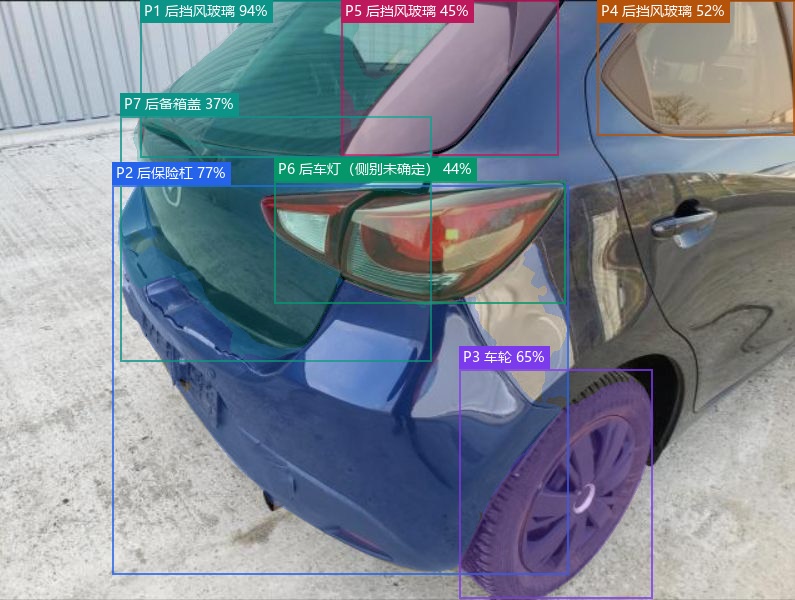 P1 后挡风玻璃 94%
P5 后挡风玻璃 45%
P4 后挡风玻璃 52%
P7 后备箱盖 37%
P2 后保险杠 77%
P6 后车灯（侧别未确定） 44%
P3 车轮 65%